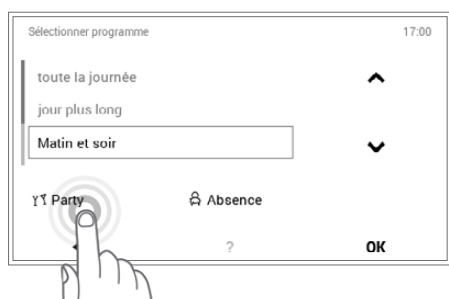 Sélectionner programme 17:00
toute la journée
jour plus long
Matin et soir
Party Absence
? OK